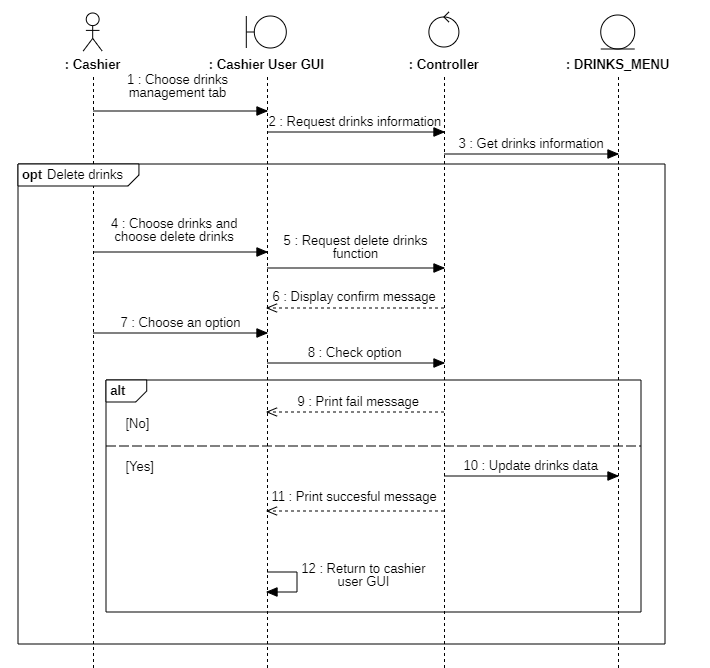 : Cashier
: Cashier User GUI
: Controller
: DRINKS_MENU
1 : Choose drinks
management tab
2 : Request drinks information
3 : Get drinks information
opt Delete drinks
4 : Choose drinks and
choose delete drinks
5 : Request delete drinks
function
6 : Display confirm message
7 : Choose an option
8 : Check option
alt
9 : Print fail message
[No]
[Yes]
10 : Update drinks data
11 : Print succesful message
12 : Return to cashier
user GUI